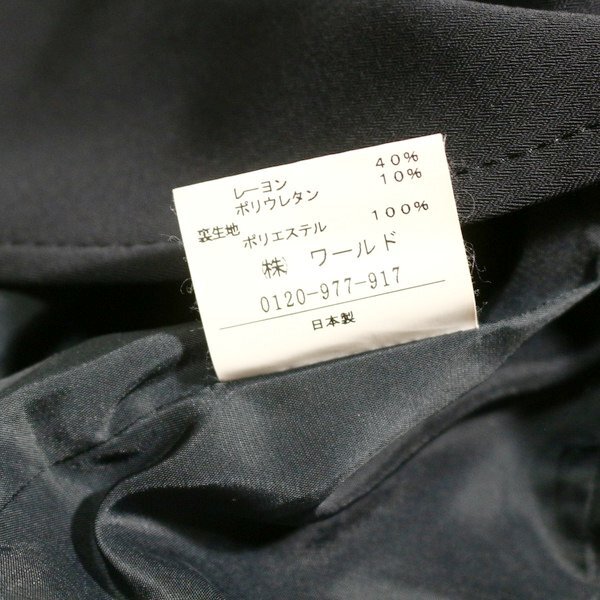 レーヨン 40%
ポリウレタン 10%
裏生地
ポリエステル 100%
㈱ ワールド
0120-977-917
日本製